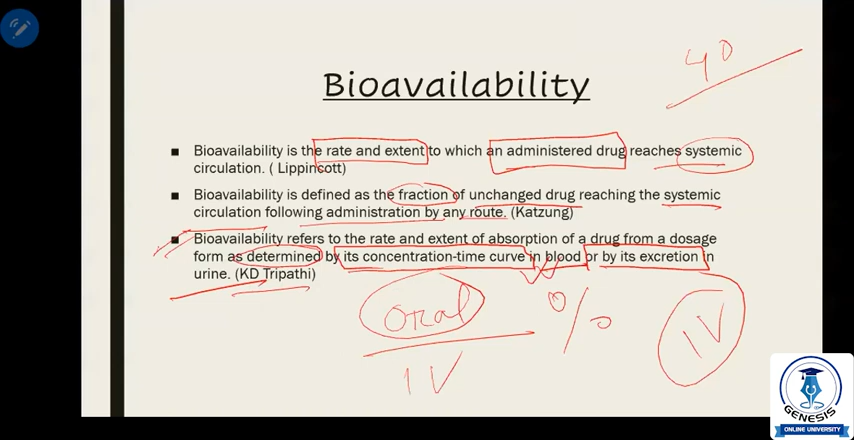 40
Bioavailability
■ Bioavailability is the rate and extent to which an administered drug reaches systemic
circulation. ( Lippincott)
■ Bioavailability is defined as the fraction of unchanged drug reaching the systemic
circulation following administration by any route. (Katzung)
■ Bioavailability refers to the rate and extent of absorption of a drug from a dosage
form as determined by its concentration-time curve in blood or by its excretion in
urine. (KD Tripathi)
Oral % IV
IV
GENESIS
ONLINE UNIVERSITY